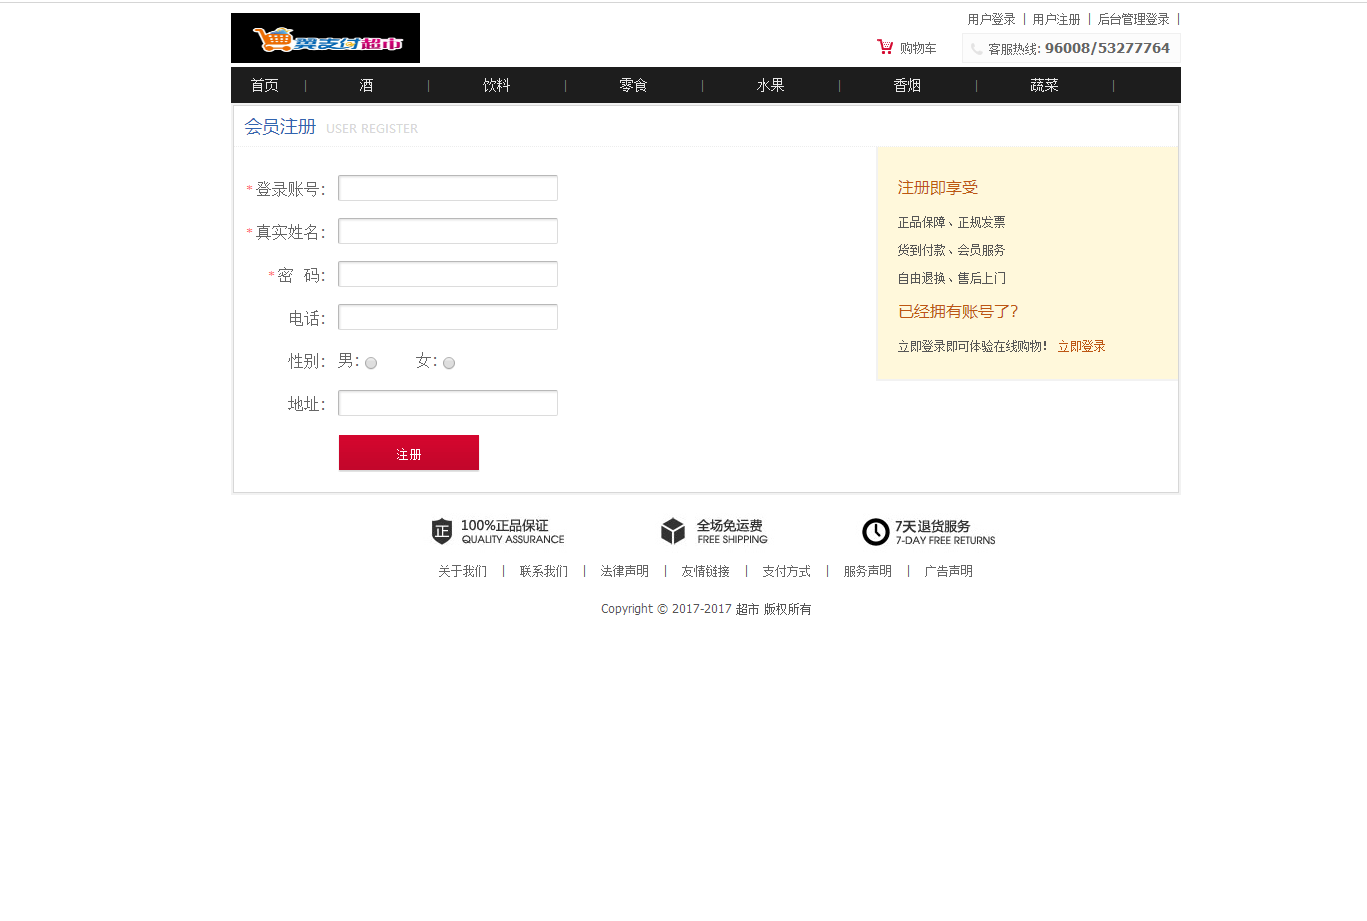 翼支付超市
用户登录 | 用户注册 | 后台管理登录 |
购物车
客服热线: 96008/53277764
首页 | 酒 | 饮料 | 零食 | 水果 | 香烟 | 蔬菜 |
会员注册 USER REGISTER
*登录账号:
*真实姓名:
*密 码:
电话:
性别: 男: 女:
地址:
注册
注册即享受
正品保障、正规发票
货到付款、会员服务
自由退换、售后上门
已经拥有账号了?
立即登录即可体验在线购物! 立即登录
正 100%正品保证
QUALITY ASSURANCE
全场免运费
FREE SHIPPING
7天退货服务
7-DAY FREE RETURNS
关于我们 | 联系我们 | 法律声明 | 友情链接 | 支付方式 | 服务声明 | 广告声明
Copyright © 2017-2017 超市 版权所有